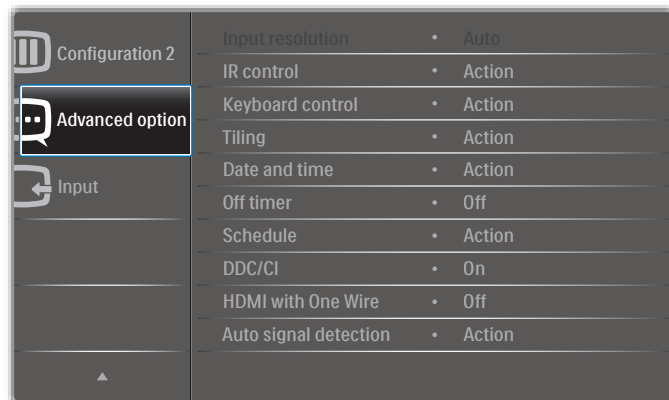 Configuration 2
Advanced option
Input
Input resolution • Auto
IR control • Action
Keyboard control • Action
Tiling • Action
Date and time • Action
Off timer • Off
Schedule • Action
DDC/CI • On
HDMI with One Wire • Off
Auto signal detection • Action